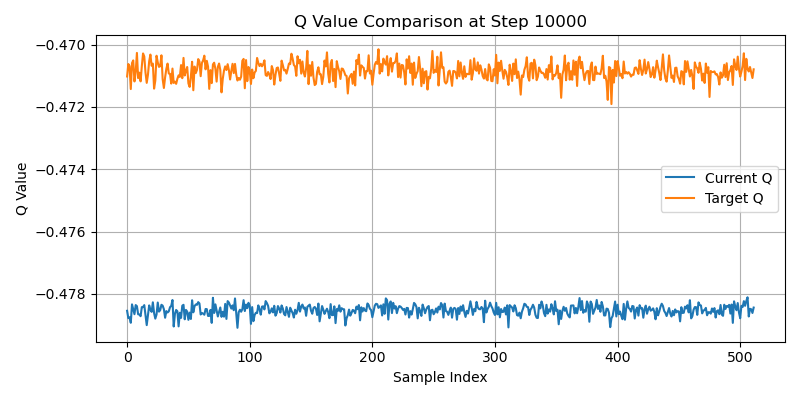 Q Value Comparison at Step 10000
−0.470
−0.472
−0.474
−0.476
−0.478
Q Value
Current Q
Target Q
0
100
200
300
400
500
Sample Index